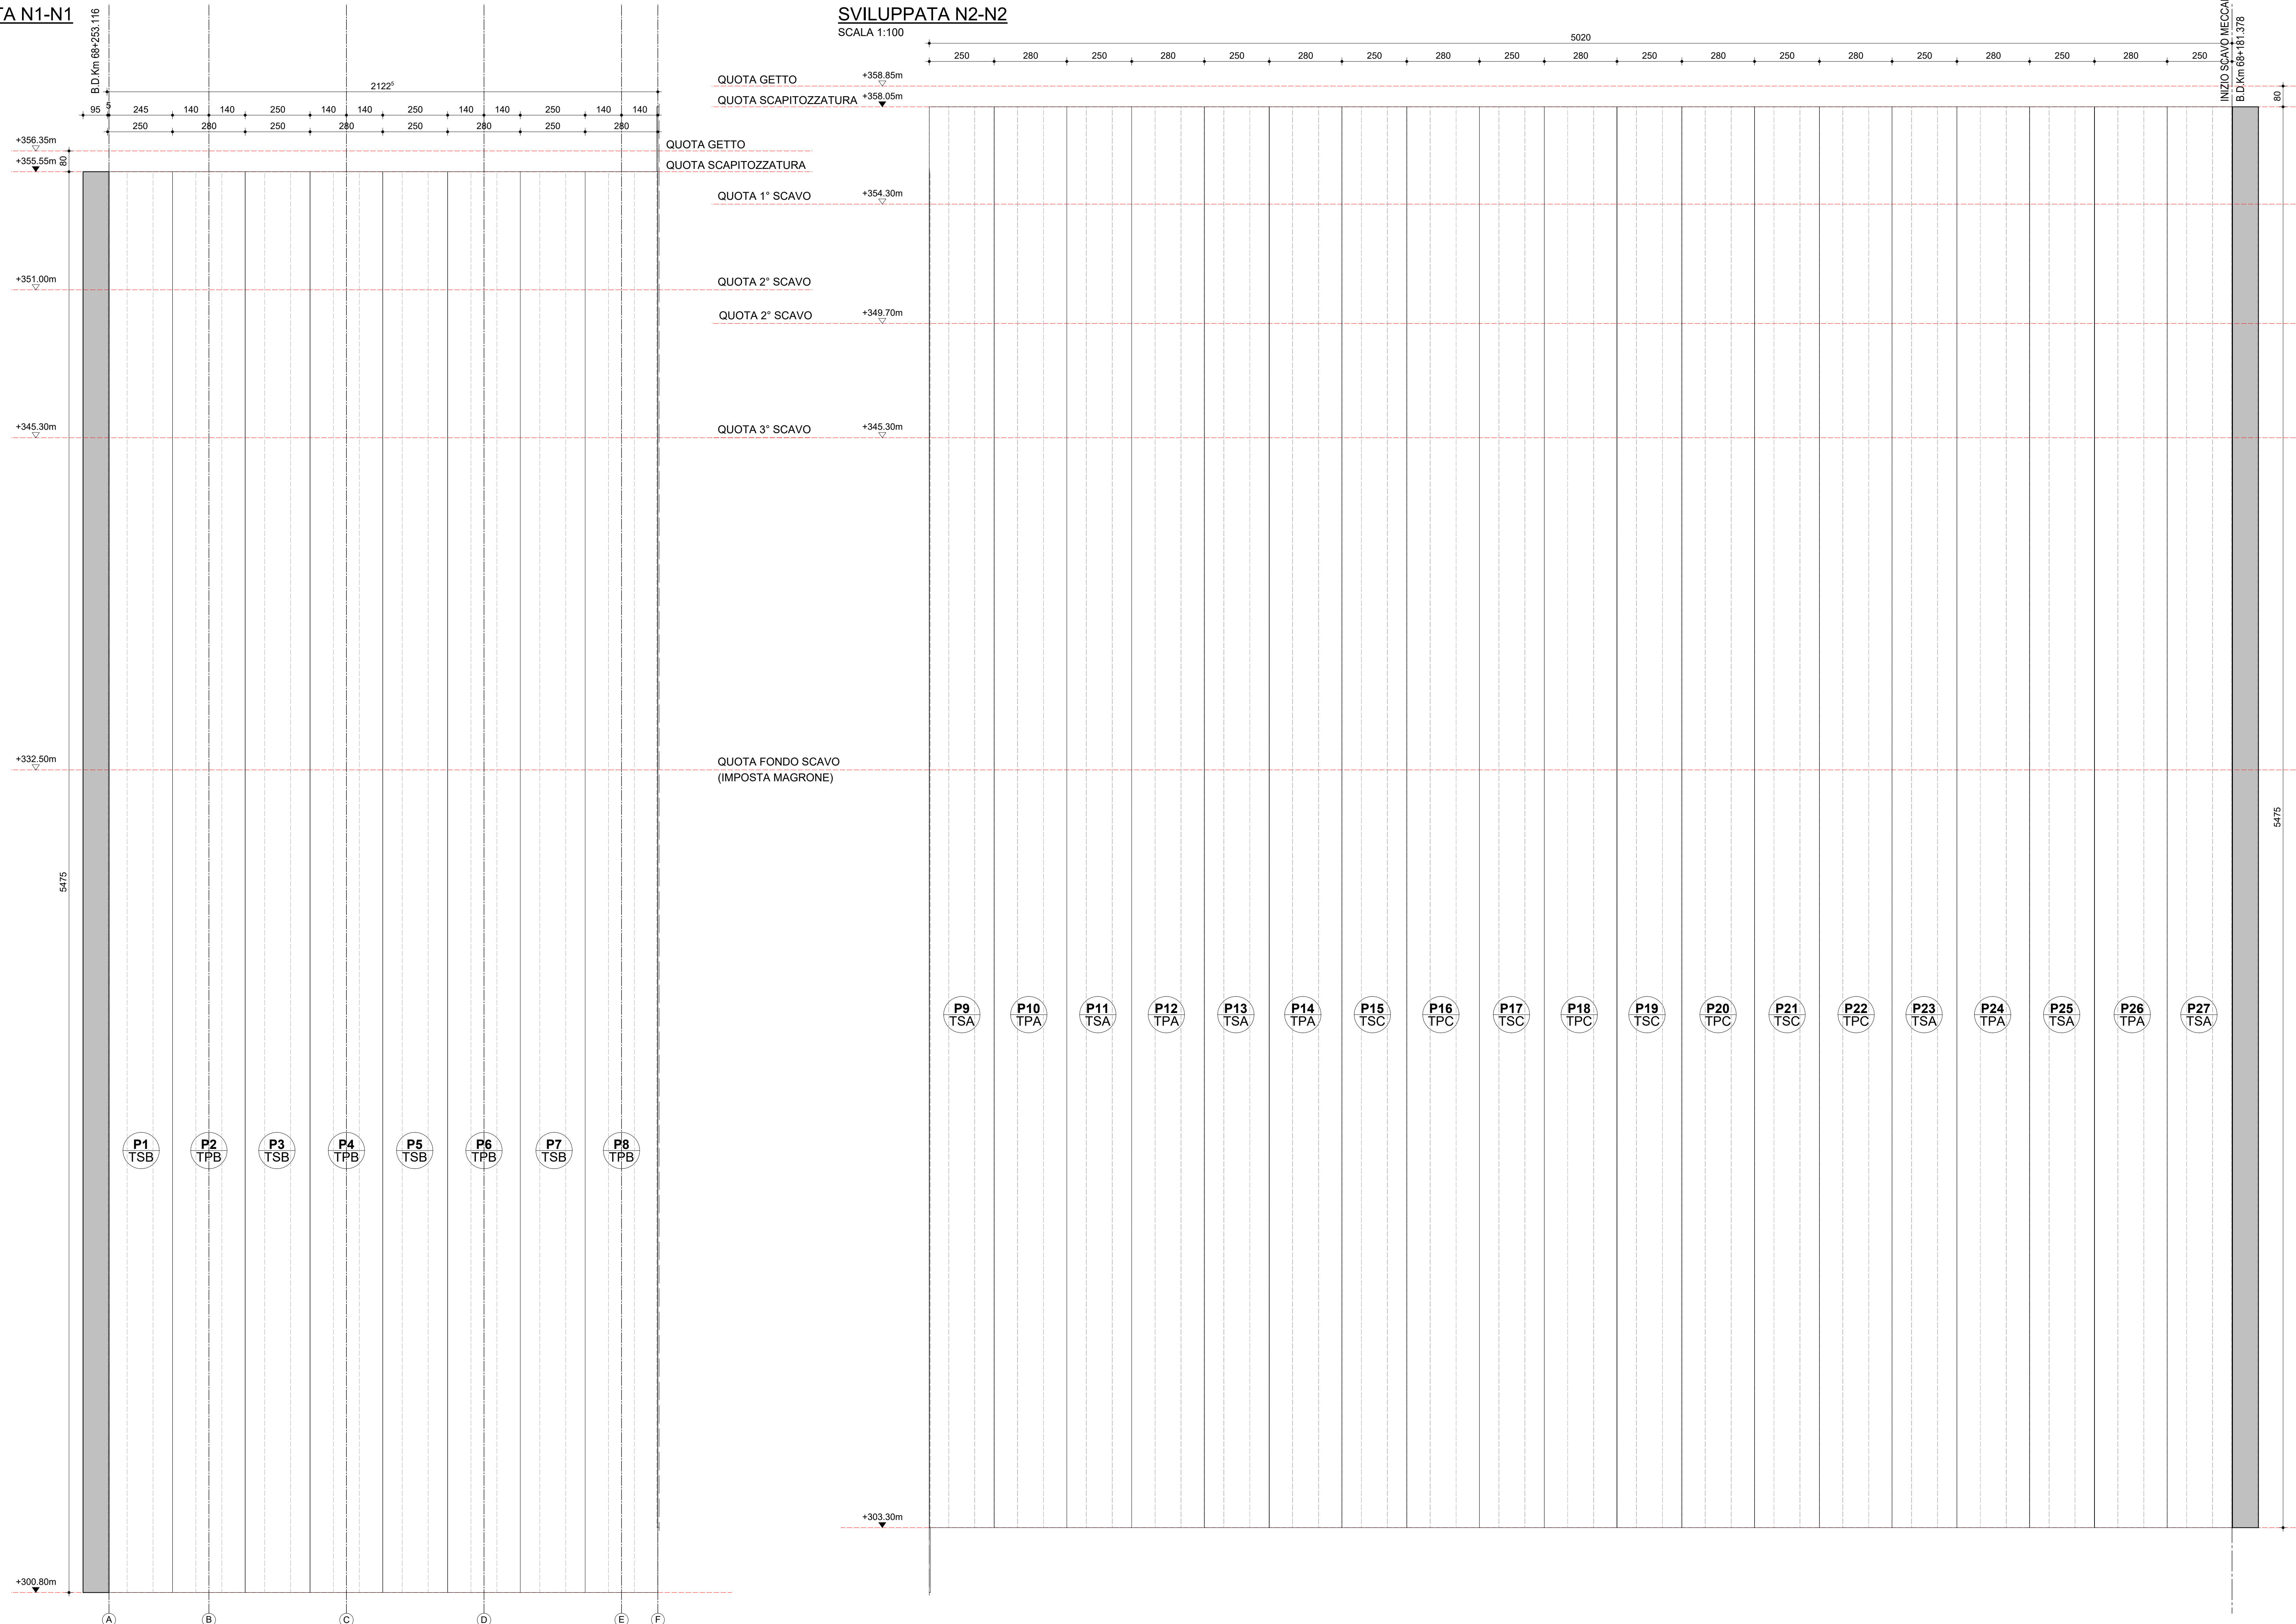 TA N1-N1
B.D.Km 68+253.116
2122⁵
95 5 245 140 140 250 140 140 250 140 140 250 140 140
250 280 250 280 250 280 250 280
+356.35m
QUOTA GETTO
80
+355.55m
QUOTA SCAPITOZZATURA
+351.00m
QUOTA 2° SCAVO
+345.30m
+332.50m
5475
P1 TSB
P2 TPB
P3 TSB
P4 TPB
P5 TSB
P6 TPB
P7 TSB
P8 TPB
+300.80m
A B C D E F
SVILUPPATA N2-N2
SCALA 1:100
5020
250 280 250 280 250 280 250 280 250 280 250 280 250 280 250 280 250 280 250
INIZIO SCAVO MECCA
B.D.Km 68+181.378
QUOTA GETTO +358.85m
QUOTA SCAPITOZZATURA +358.05m
80
QUOTA 1° SCAVO +354.30m
QUOTA 2° SCAVO +349.70m
QUOTA 3° SCAVO +345.30m
QUOTA FONDO SCAVO
(IMPOSTA MAGRONE)
5475
P9 TSA
P10 TPA
P11 TSA
P12 TPA
P13 TSA
P14 TPA
P15 TSC
P16 TPC
P17 TSC
P18 TPC
P19 TSC
P20 TPC
P21 TSC
P22 TPC
P23 TSA
P24 TPA
P25 TSA
P26 TPA
P27 TSA
+303.30m